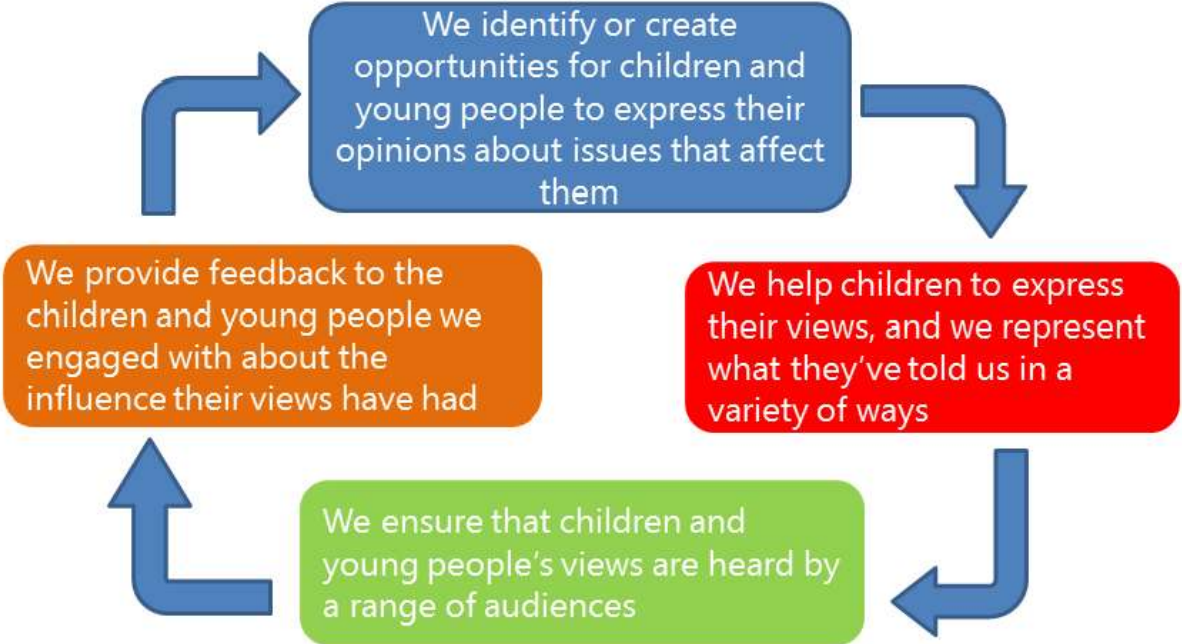 We identify or create
opportunities for children and
young people to express their
opinions about issues that affect
them
We help children to express
their views, and we represent
what they've told us in a
variety of ways
We ensure that children and
young people's views are heard by
a range of audiences
We provide feedback to the
children and young people we
engaged with about the
influence their views have had